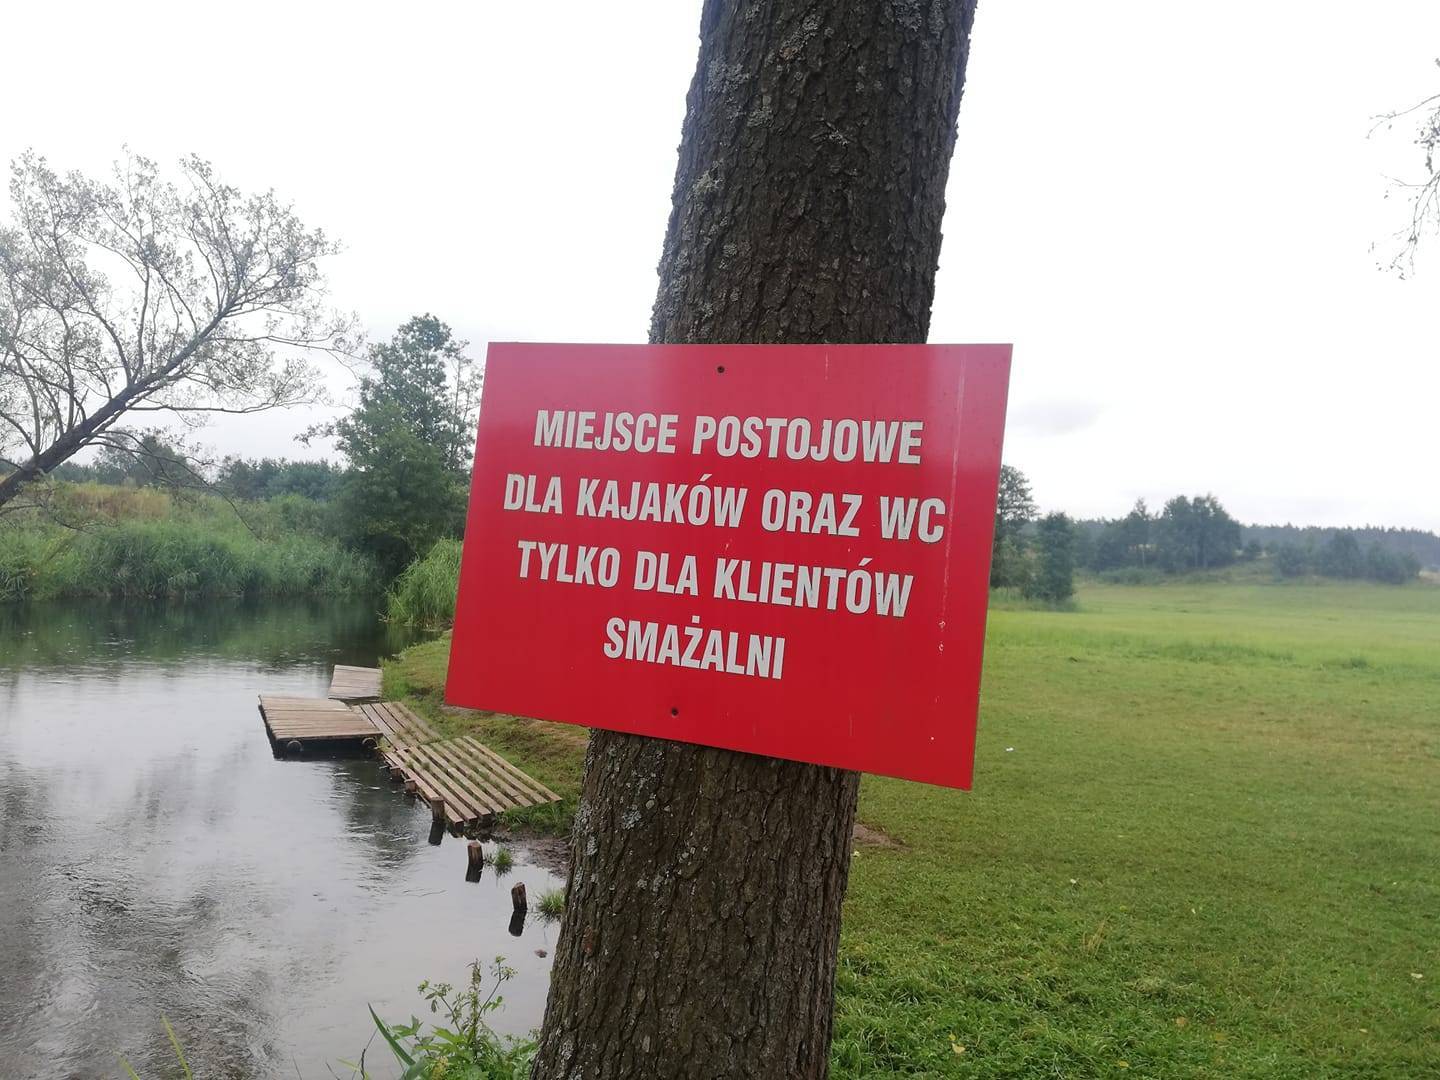 MIEJSCE POSTOJOWE
DLA KAJAKÓW ORAZ WC
TYLKO DLA KLIENTÓW
SMAŻALNI